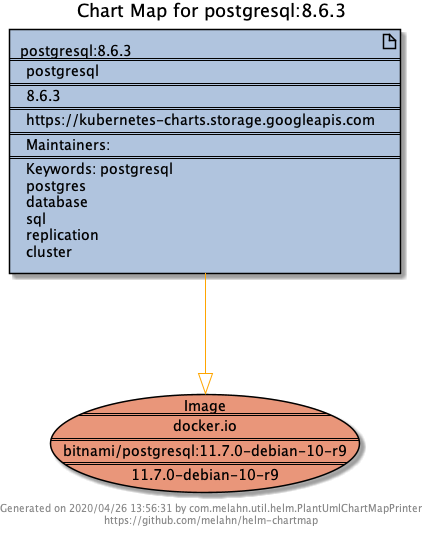 Chart Map for postgresql:8.6.3
postgresql:8.6.3
postgresql
8.6.3
https://kubernetes-charts.storage.googleapis.com
Maintainers:
Keywords: postgresql
postgres
database
sql
replication
cluster
Image
docker.io
bitnami/postgresql:11.7.0-debian-10-r9
11.7.0-debian-10-r9
Generated on 2020/04/26 13:56:31 by com.melahn.util.helm.PlantUmlChartMapPrinter
https://github.com/melahn/helm-chartmap